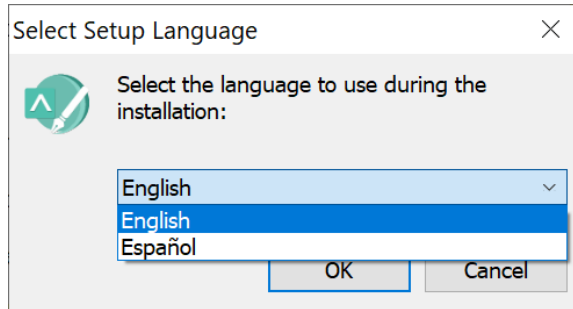 Select Setup Language
Select the language to use during the
installation:
English
English
Español
OK
Cancel